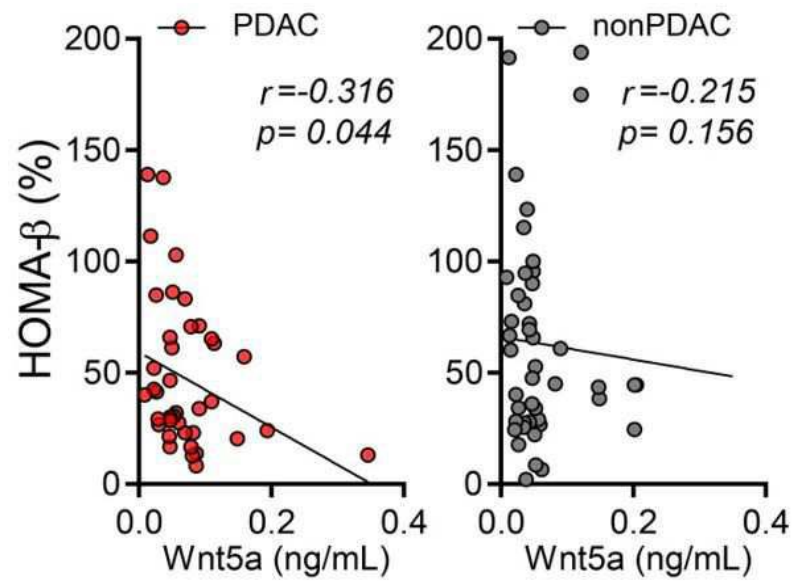 PDAC
r=-0.316
p= 0.044
HOMA-β (%)
200
150
100
50
0
0.0 0.2 0.4
Wnt5a (ng/mL)
nonPDAC
r=-0.215
p= 0.156
200
150
100
50
0
0.0 0.2 0.4
Wnt5a (ng/mL)